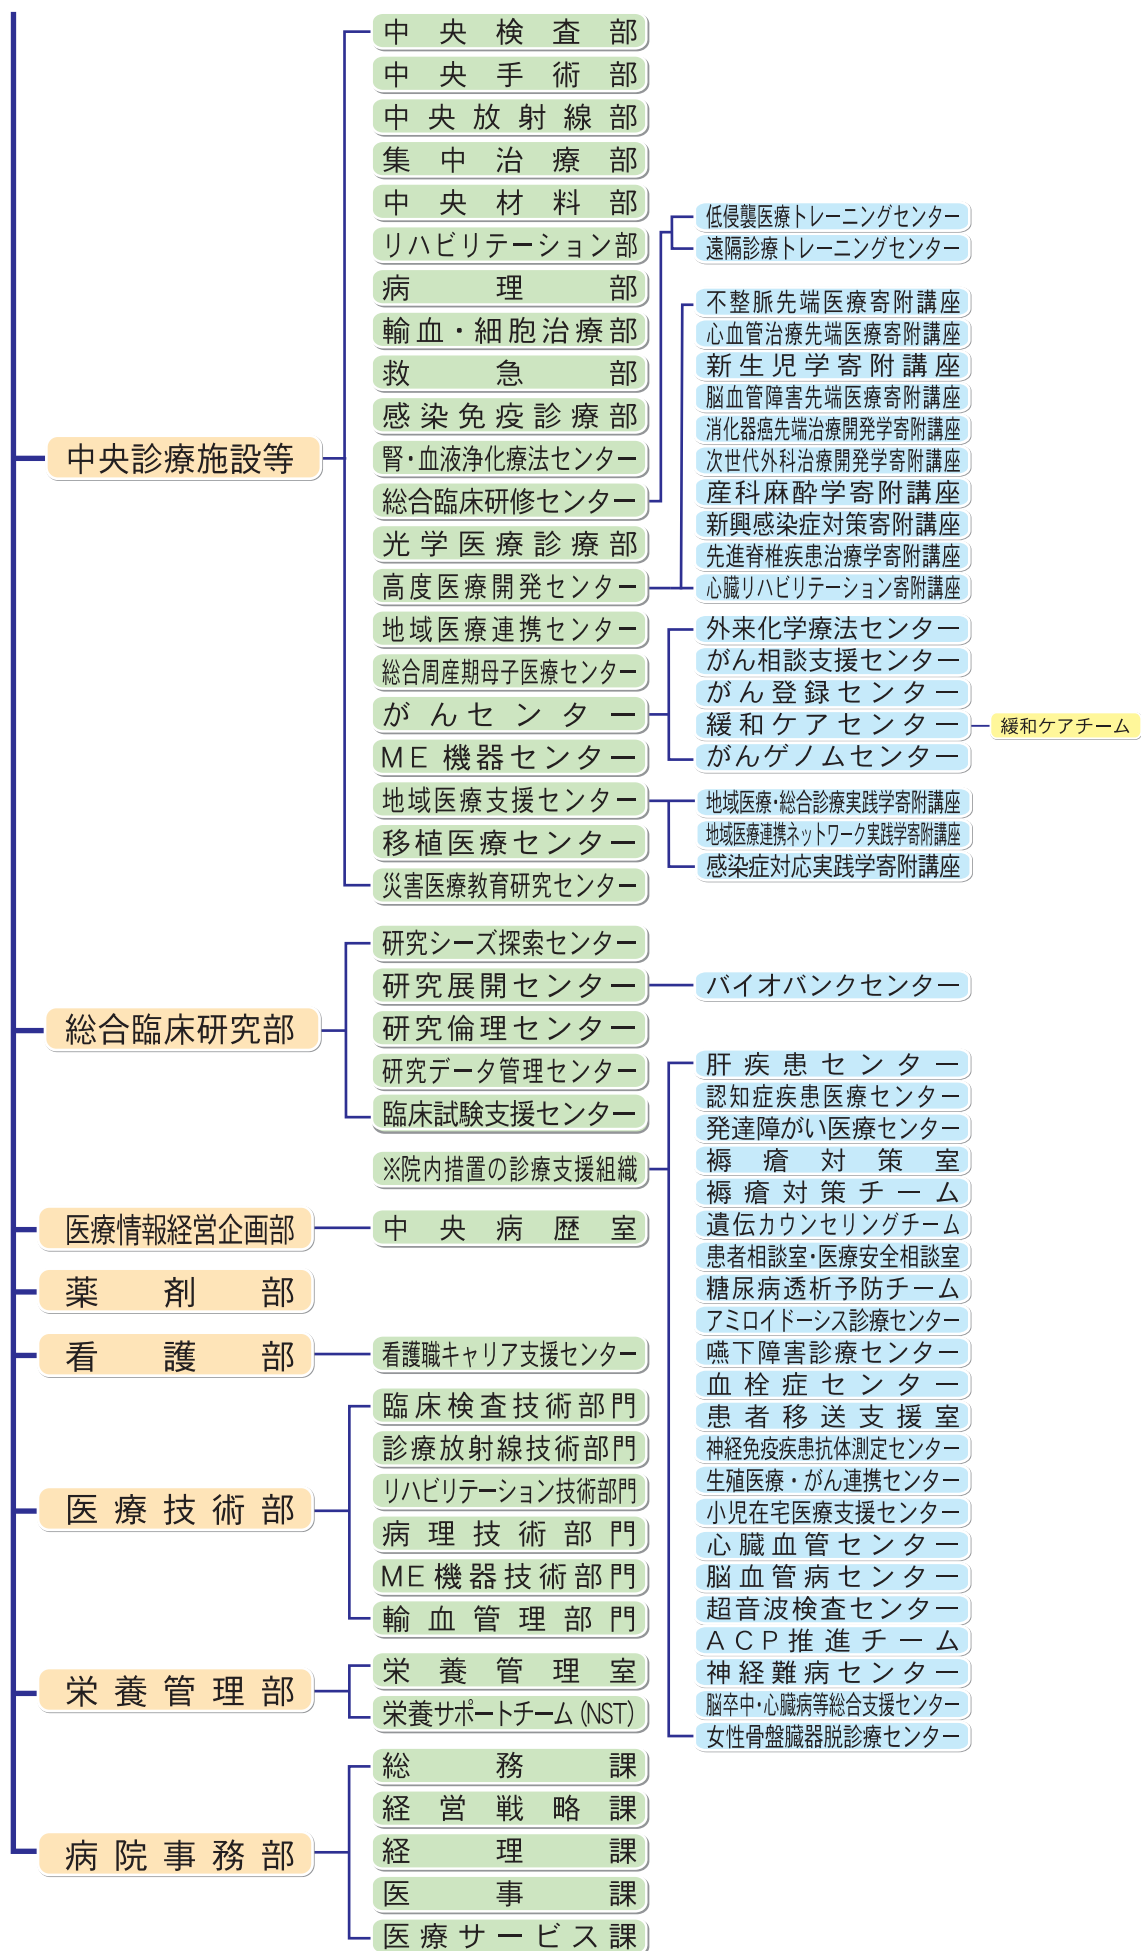 中央診療施設等
中央検査部
中央手術部
中央放射線部
集中治療部
中央材料部
リハビリテーション部
病理部
輸血・細胞治療部
救急部
感染免疫診療部
腎・血液浄化療法センター
総合臨床研修センター
低侵襲医療トレーニングセンター
遠隔診療トレーニングセンター
光学医療診療部
高度医療開発センター
不整脈先端医療寄附講座
心血管治療先端医療寄附講座
新生児学寄附講座
脳血管障害先端医療寄附講座
消化器癌先端治療開発学寄附講座
次世代外科治療開発学寄附講座
産科麻酔学寄附講座
新興感染症対策寄附講座
先進脊椎疾患治療学寄附講座
心臓リハビリテーション寄附講座
地域医療連携センター
総合周産期母子医療センター
がんセンター
外来化学療法センター
がん相談支援センター
がん登録センター
緩和ケアセンター
緩和ケアチーム
がんゲノムセンター
ME機器センター
地域医療支援センター
地域医療・総合診療実践学寄附講座
地域医療連携ネットワーク実践学寄附講座
感染症対応実践学寄附講座
移植医療センター
災害医療教育研究センター
総合臨床研究部
研究シーズ探索センター
研究展開センター
バイオバンクセンター
研究倫理センター
研究データ管理センター
臨床試験支援センター
※院内措置の診療支援組織
肝疾患センター
認知症疾患医療センター
発達障がい医療センター
褥瘡対策室
褥瘡対策チーム
遺伝カウンセリングチーム
患者相談室・医療安全相談室
糖尿病透析予防チーム
アミロイドーシス診療センター
嚥下障害診療センター
血栓症センター
患者移送支援室
神経免疫疾患抗体測定センター
生殖医療・がん連携センター
小児在宅医療支援センター
心臓血管センター
脳血管病センター
超音波検査センター
ACP推進チーム
神経難病センター
脳卒中・心臓病等総合支援センター
女性骨盤臓器脱診療センター
医療情報経営企画部
中央病歴室
薬剤部
看護部
看護職キャリア支援センター
医療技術部
臨床検査技術部門
診療放射線技術部門
リハビリテーション技術部門
病理技術部門
ME機器技術部門
輸血管理部門
栄養管理部
栄養管理室
栄養サポートチーム(NST)
病院事務部
総務課
経営戦略課
経理課
医事課
医療サービス課